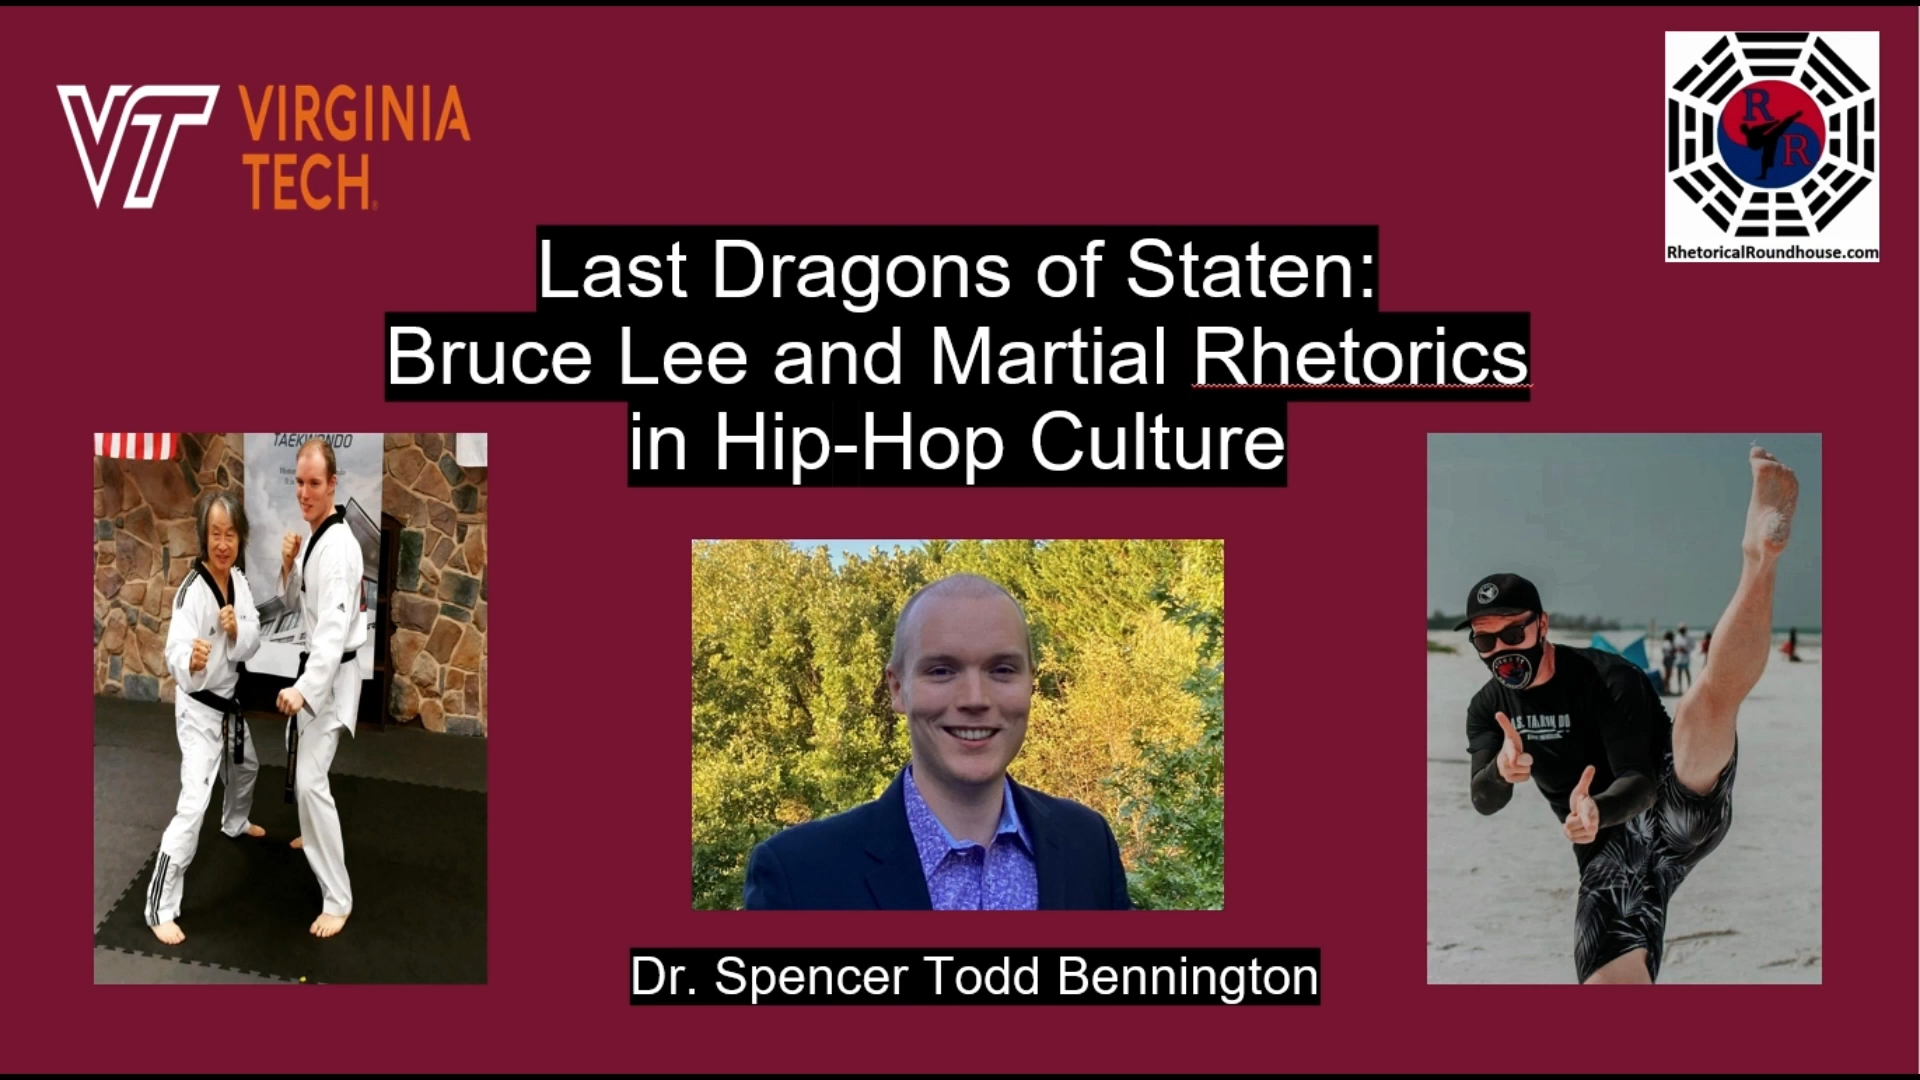 VT VIRGINIA
TECH
R
R
RhetoricalRoundhouse.com
Last Dragons of Staten:
Bruce Lee and Martial Rhetorics
in Hip-Hop Culture
TAEKWONDO
Dr. Spencer Todd Bennington